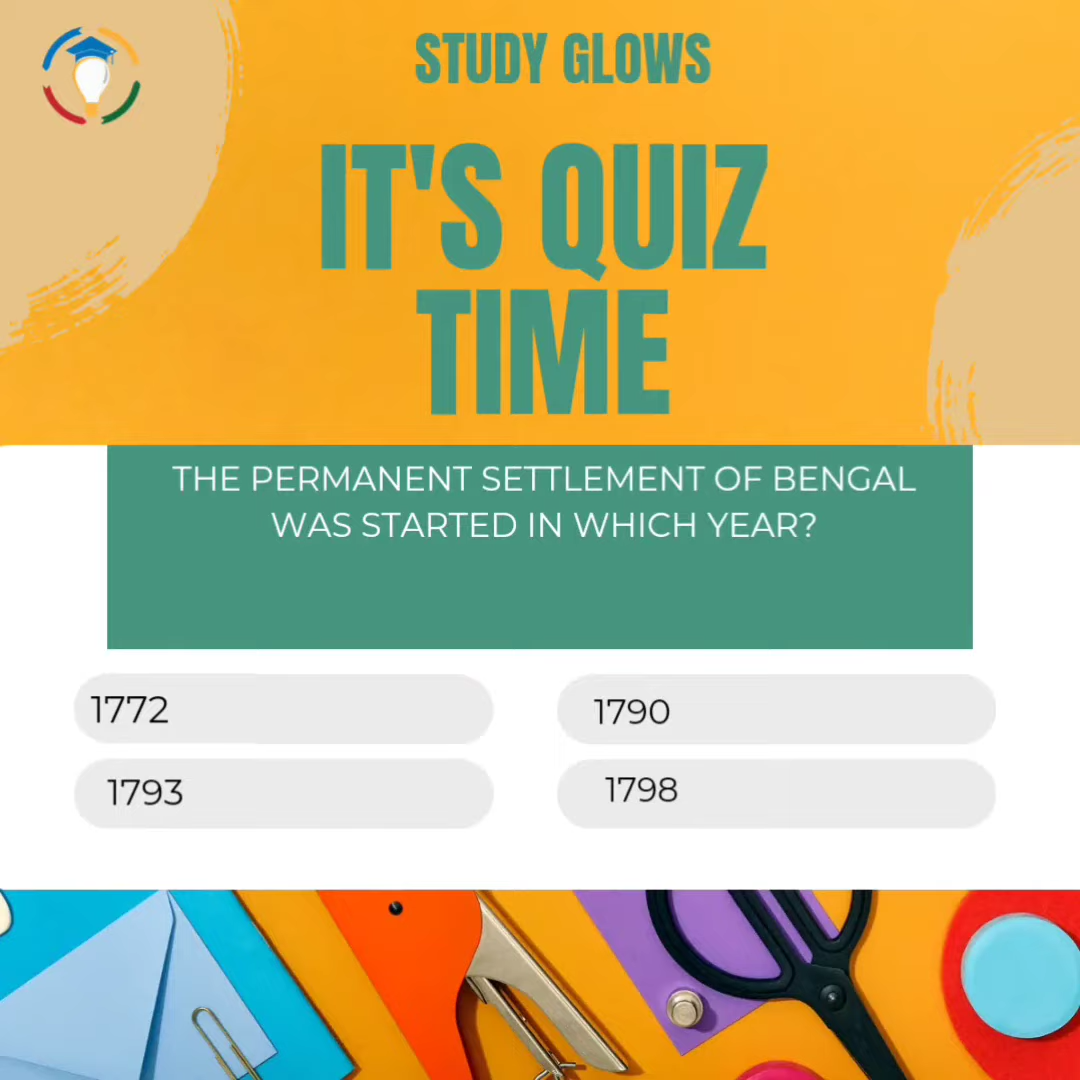 STUDY GLOWS
IT'S QUIZ
TIME
THE PERMANENT SETTLEMENT OF BENGAL
WAS STARTED IN WHICH YEAR?
1772
1790
1793
1798